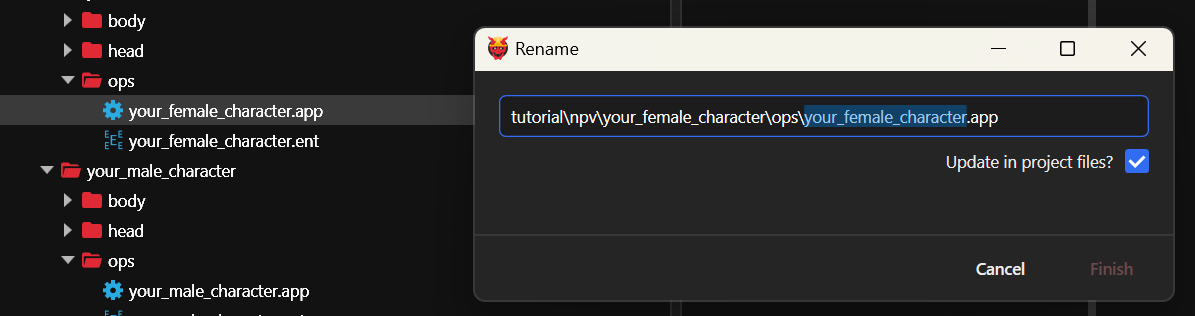 body
head
ops
your_female_character.app
your_female_character.ent
your_male_character
body
head
ops
your_male_character.app
Rename
tutorial\npv\your_female_character\ops\your_female_character.app
Update in project files?
Cancel
Finish